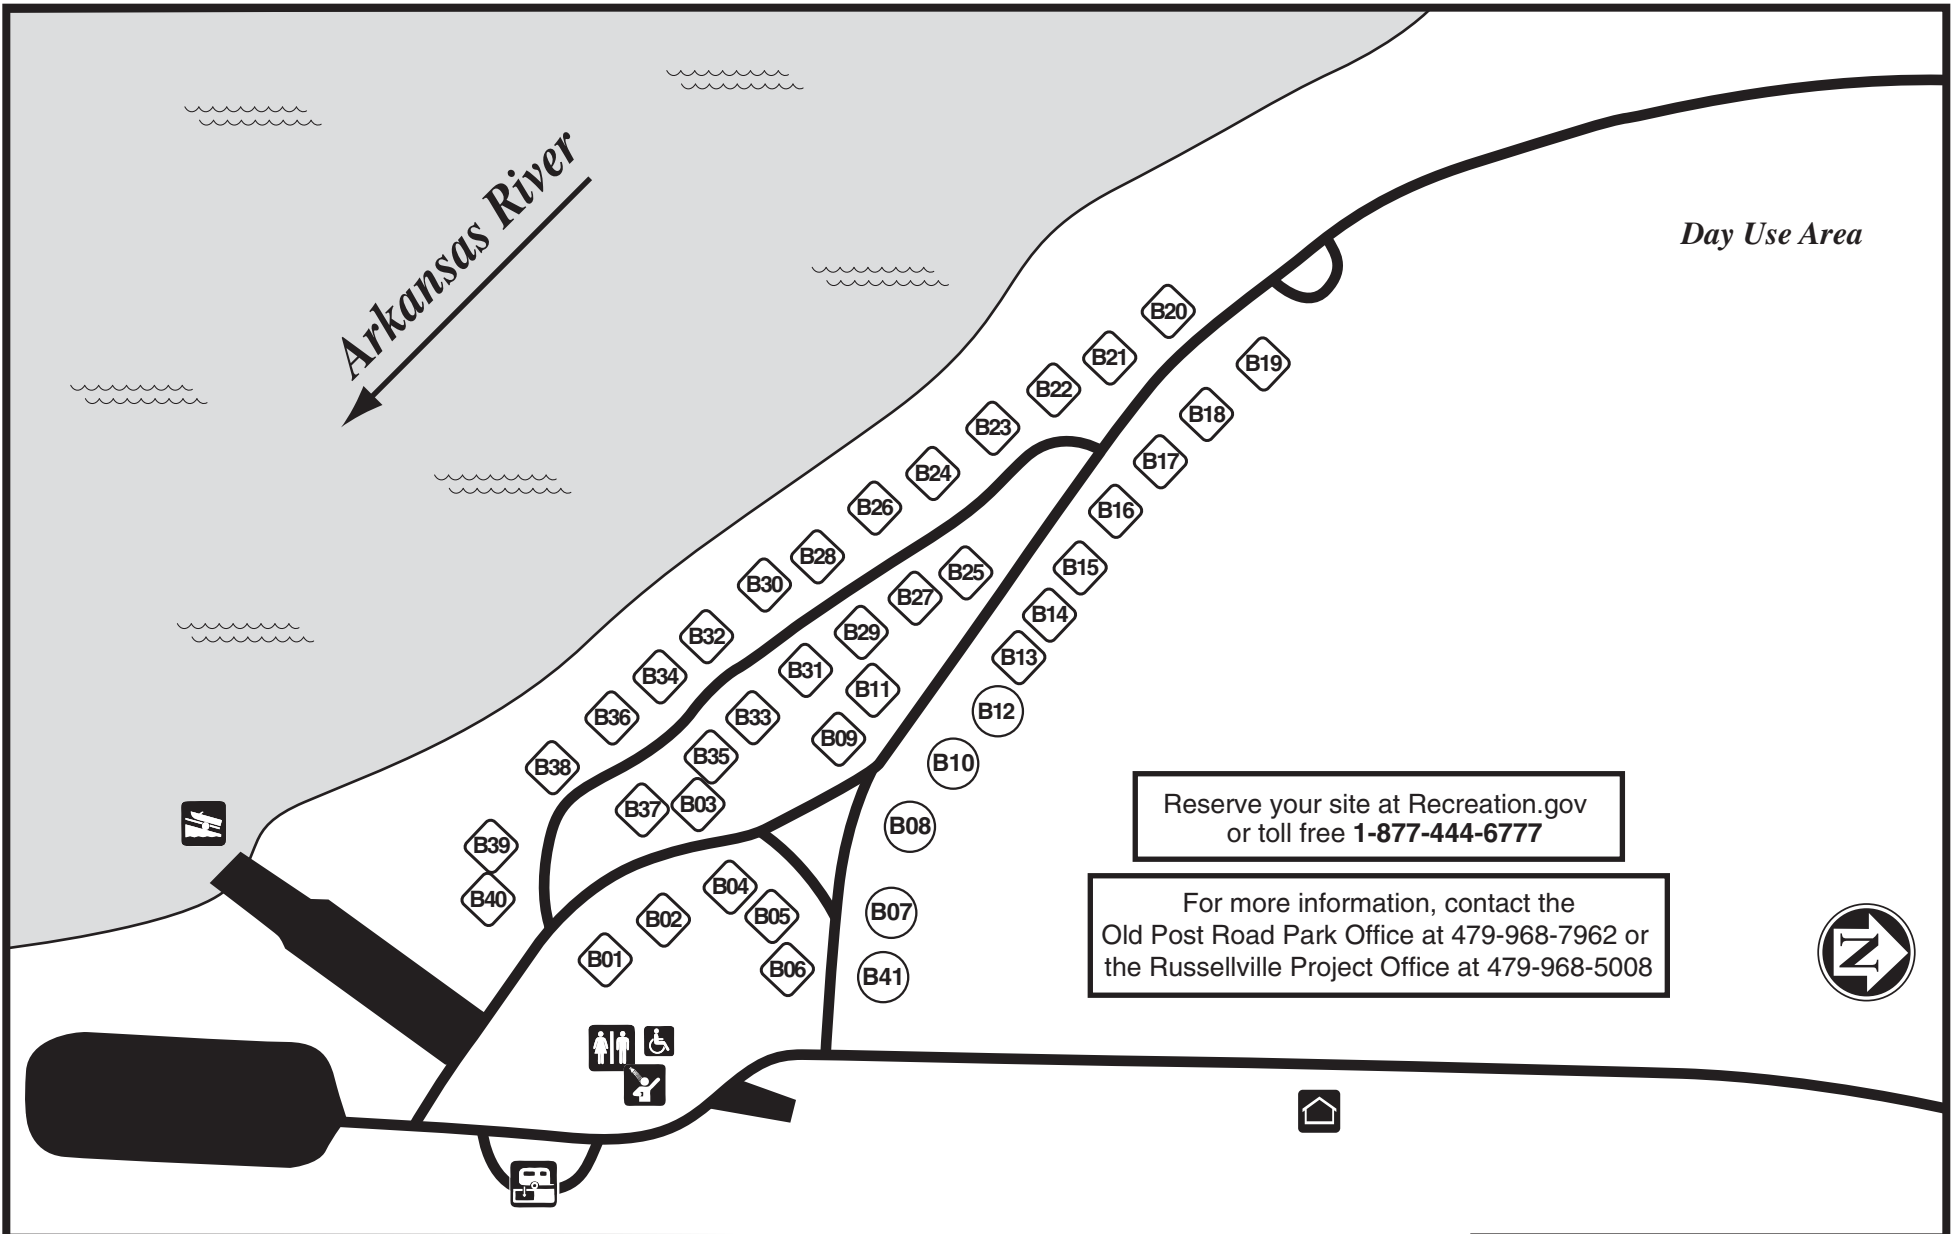 Arkansas River
Day Use Area
B20
B21
B19
B22
B18
B23
B17
B24
B26
B16
B28
B15
B25
B30
B27
B14
B29
B32
B13
B31
B34
B11
B12
B36
B33
B09
B35
B10
B38
B03
B37
B08
B39
B04
B40
B07
B05
B02
B01
B06
B41
Reserve your site at Recreation.gov
or toll free 1-877-444-6777
For more information, contact the
Old Post Road Park Office at 479-968-7962 or
the Russellville Project Office at 479-968-5008
N